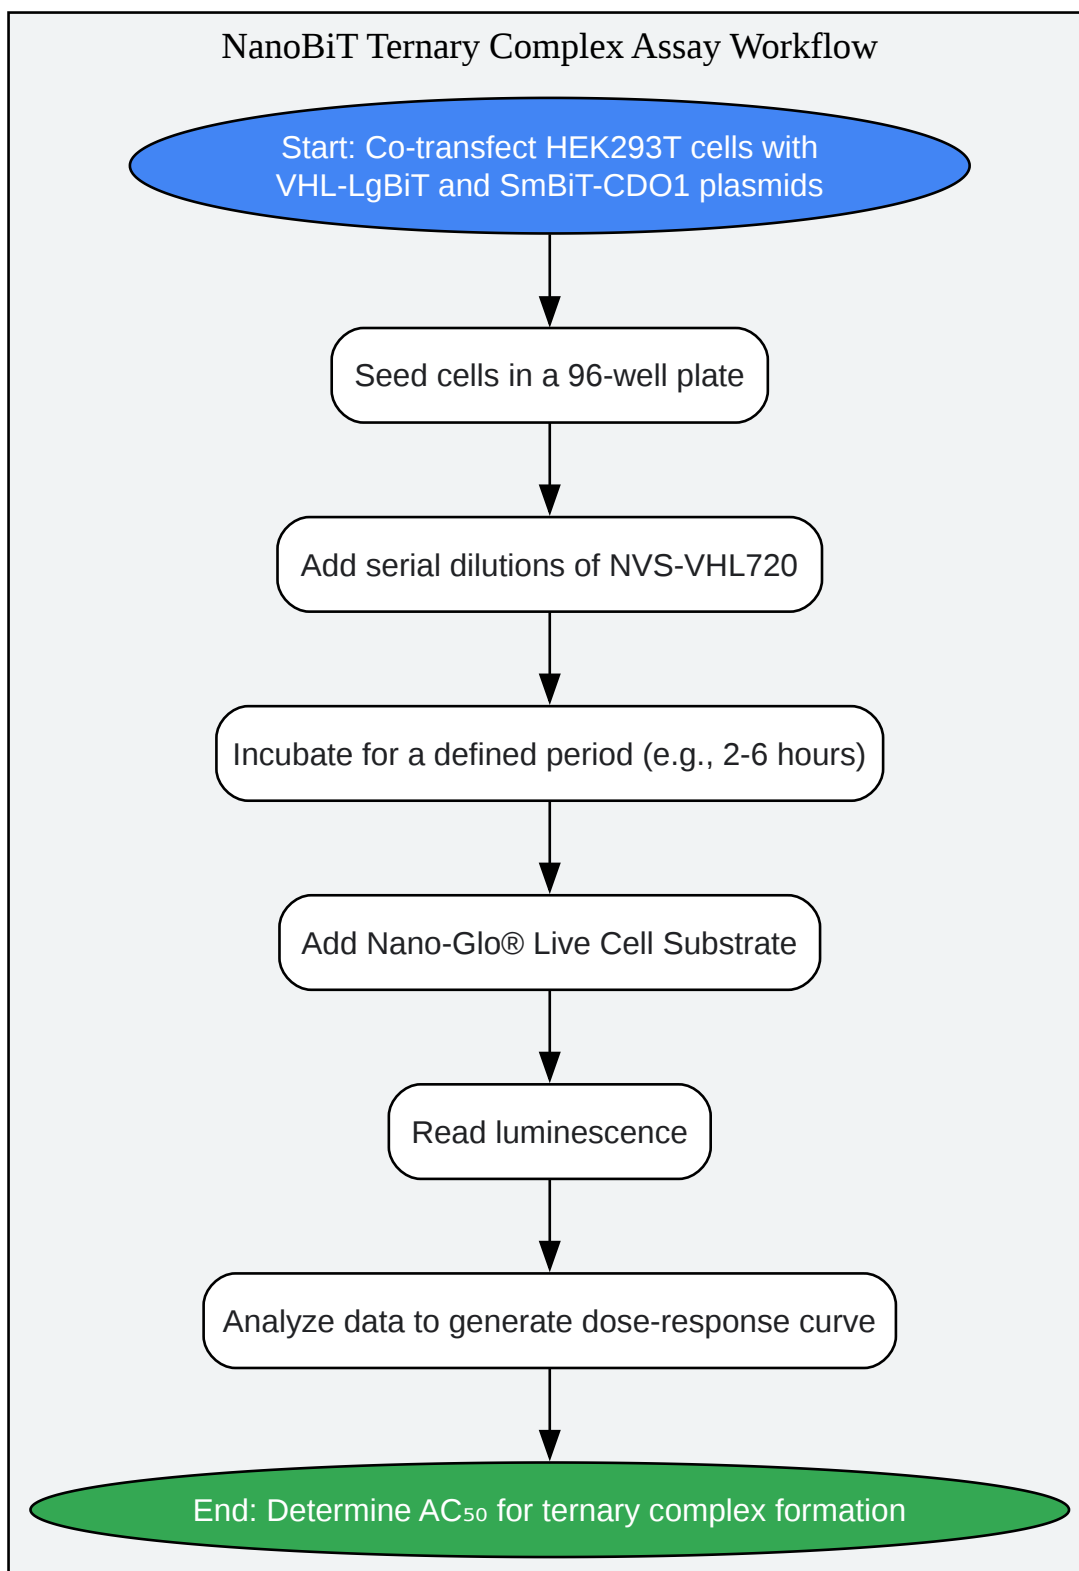 NanoBiT Ternary Complex Assay Workflow
Start: Co-transfect HEK293T cells with
VHL-LgBiT and SmBiT-CDO1 plasmids
Seed cells in a 96-well plate
Add serial dilutions of NVS-VHL720
Incubate for a defined period (e.g., 2-6 hours)
Add Nano-Glo® Live Cell Substrate
Read luminescence
Analyze data to generate dose-response curve
End: Determine AC₅₀ for ternary complex formation